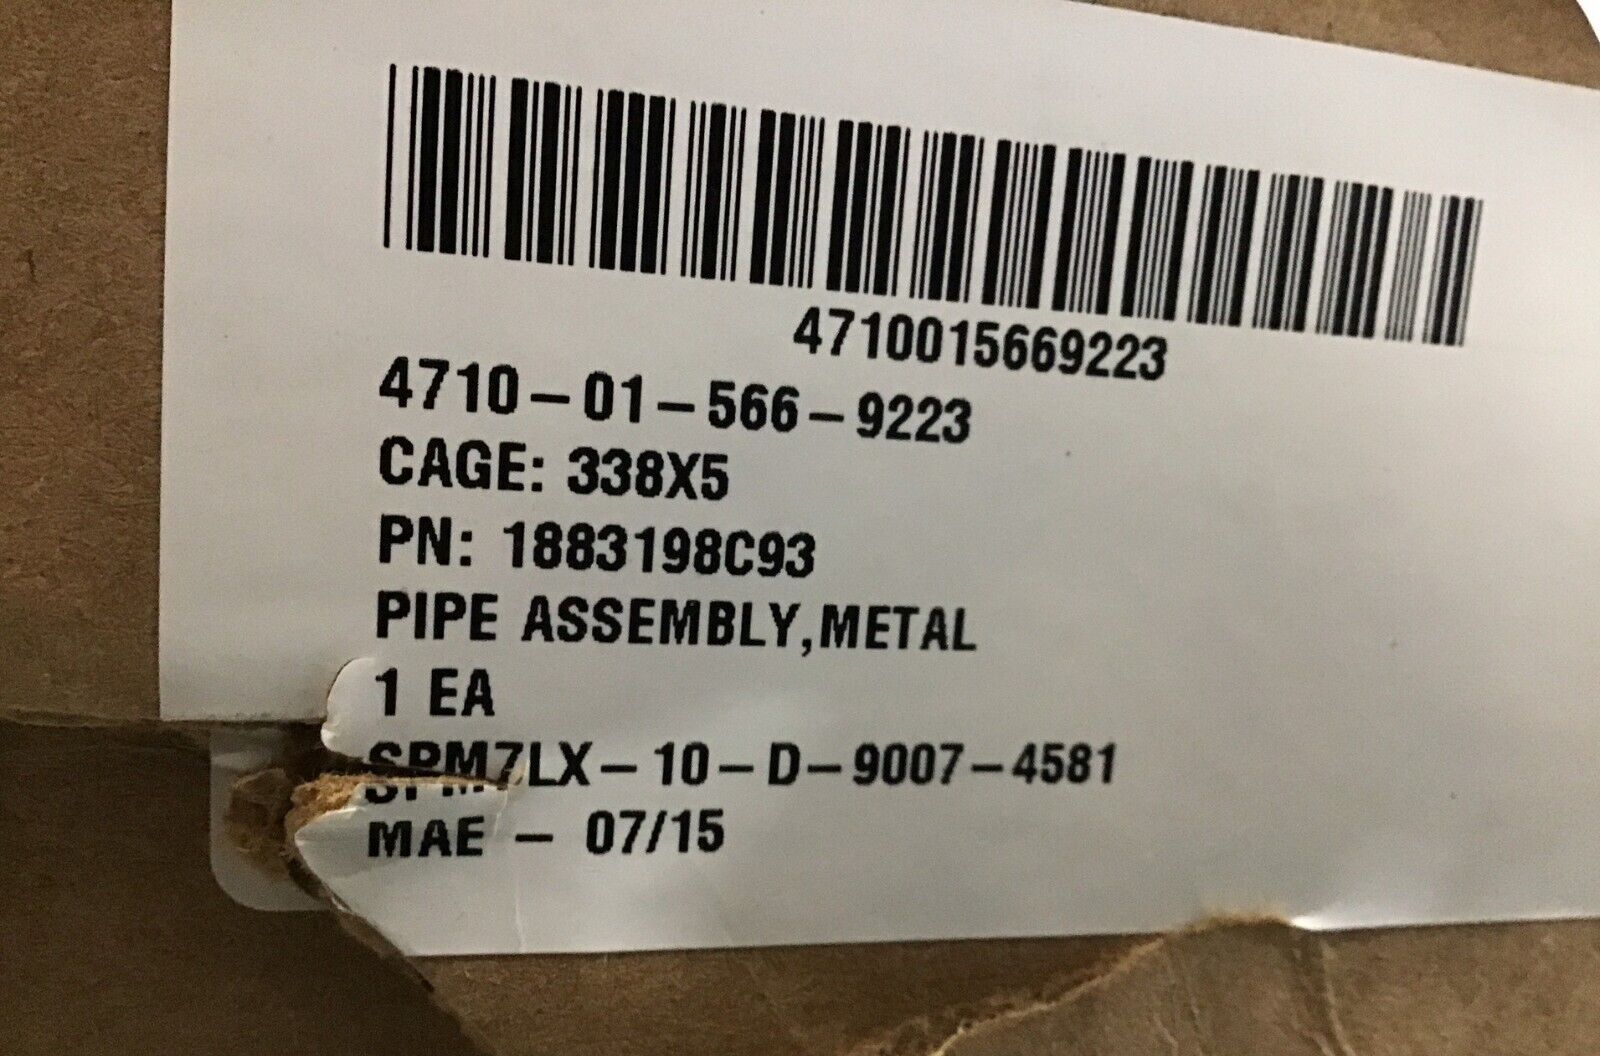 4710015669223
4710-01-566-9223
CAGE: 338X5
PN: 1883198C93
PIPE ASSEMBLY,METAL
1 EA
SPM7LX-10-D-9007-4581
MAE - 07/15